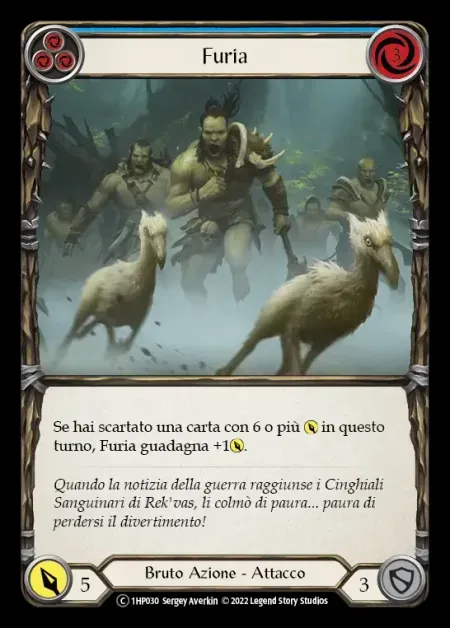 Furia
3
Se hai scartato una carta con 6 o più in questo
turno, Furia guadagna +1.
Quando la notizia della guerra raggiunse i Cinghiali
Sanguinari di Rek'vas, li colmò di paura... paura di
perdersi il divertimento!
5
Bruto Azione - Attacco
3
C 1HP030 Sergey Averkin © 2022 Legend Story Studios